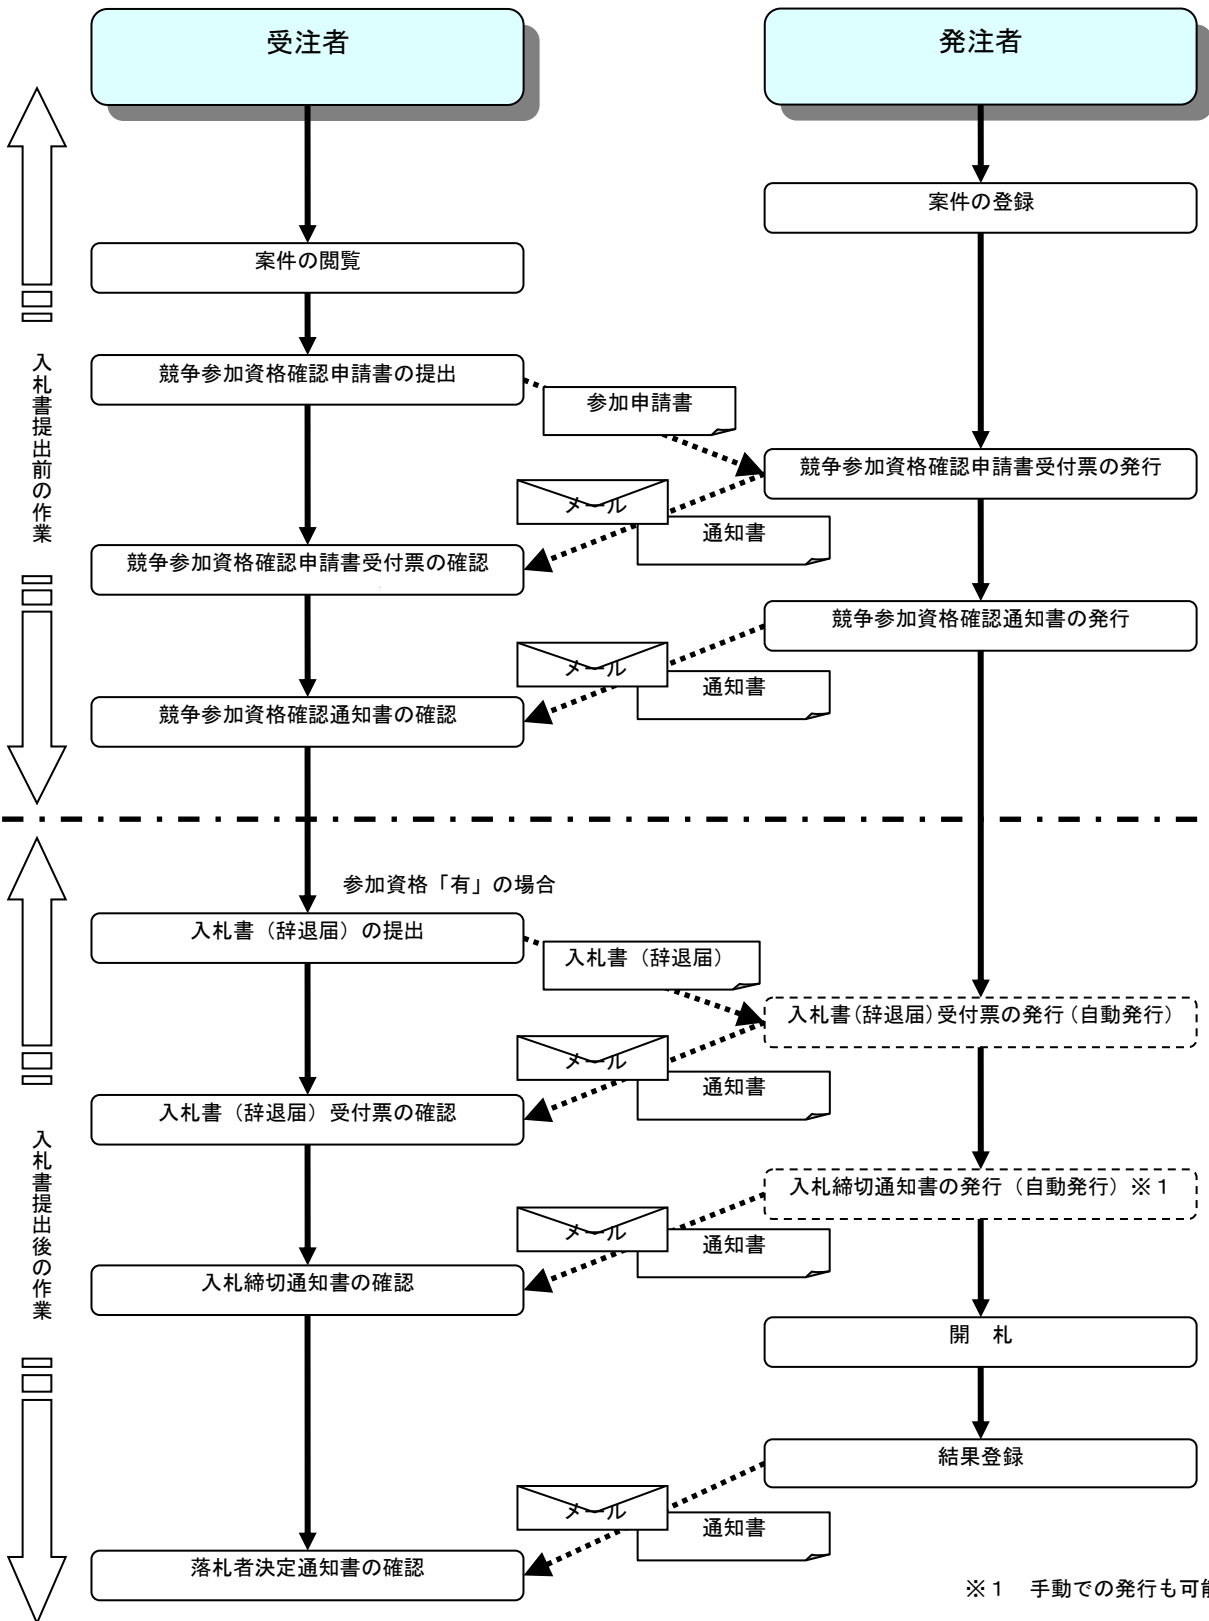 受注者
発注者
案件の登録
案件の閲覧
入札書提出前の作業
競争参加資格確認申請書の提出
参加申請書
競争参加資格確認申請書受付票の発行
メール
通知書
競争参加資格確認申請書受付票の確認
競争参加資格確認通知書の発行
メール
通知書
競争参加資格確認通知書の確認
参加資格「有」の場合
入札書（辞退届）の提出
入札書（辞退届）
入札書(辞退届)受付票の発行(自動発行)
メール
通知書
入札書（辞退届）受付票の確認
入札書提出後の作業
入札締切通知書の発行（自動発行）※１
メール
通知書
入札締切通知書の確認
開　札
結果登録
メール
通知書
落札者決定通知書の確認
※１　手動での発行も可能